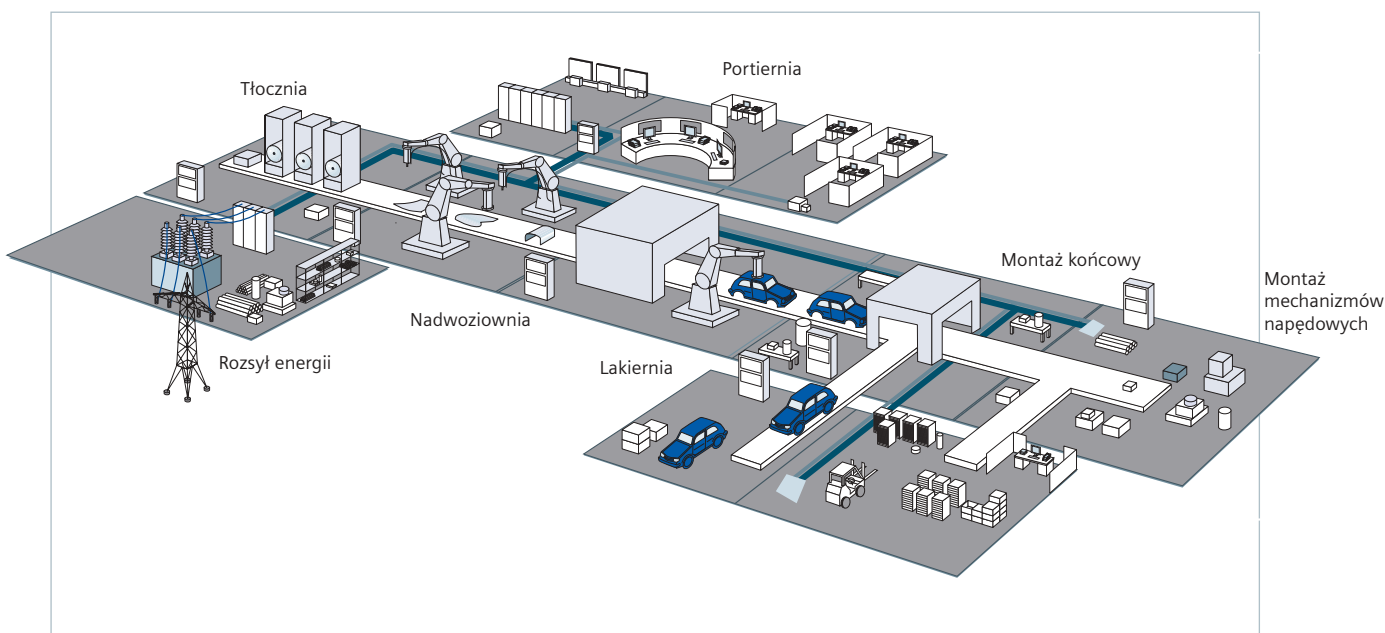 Portiernia
Tłocznia
Montaż końcowy
Montaż
mechanizmów
napędowych
Nadwoziownia
Rozsył energii
Lakiernia